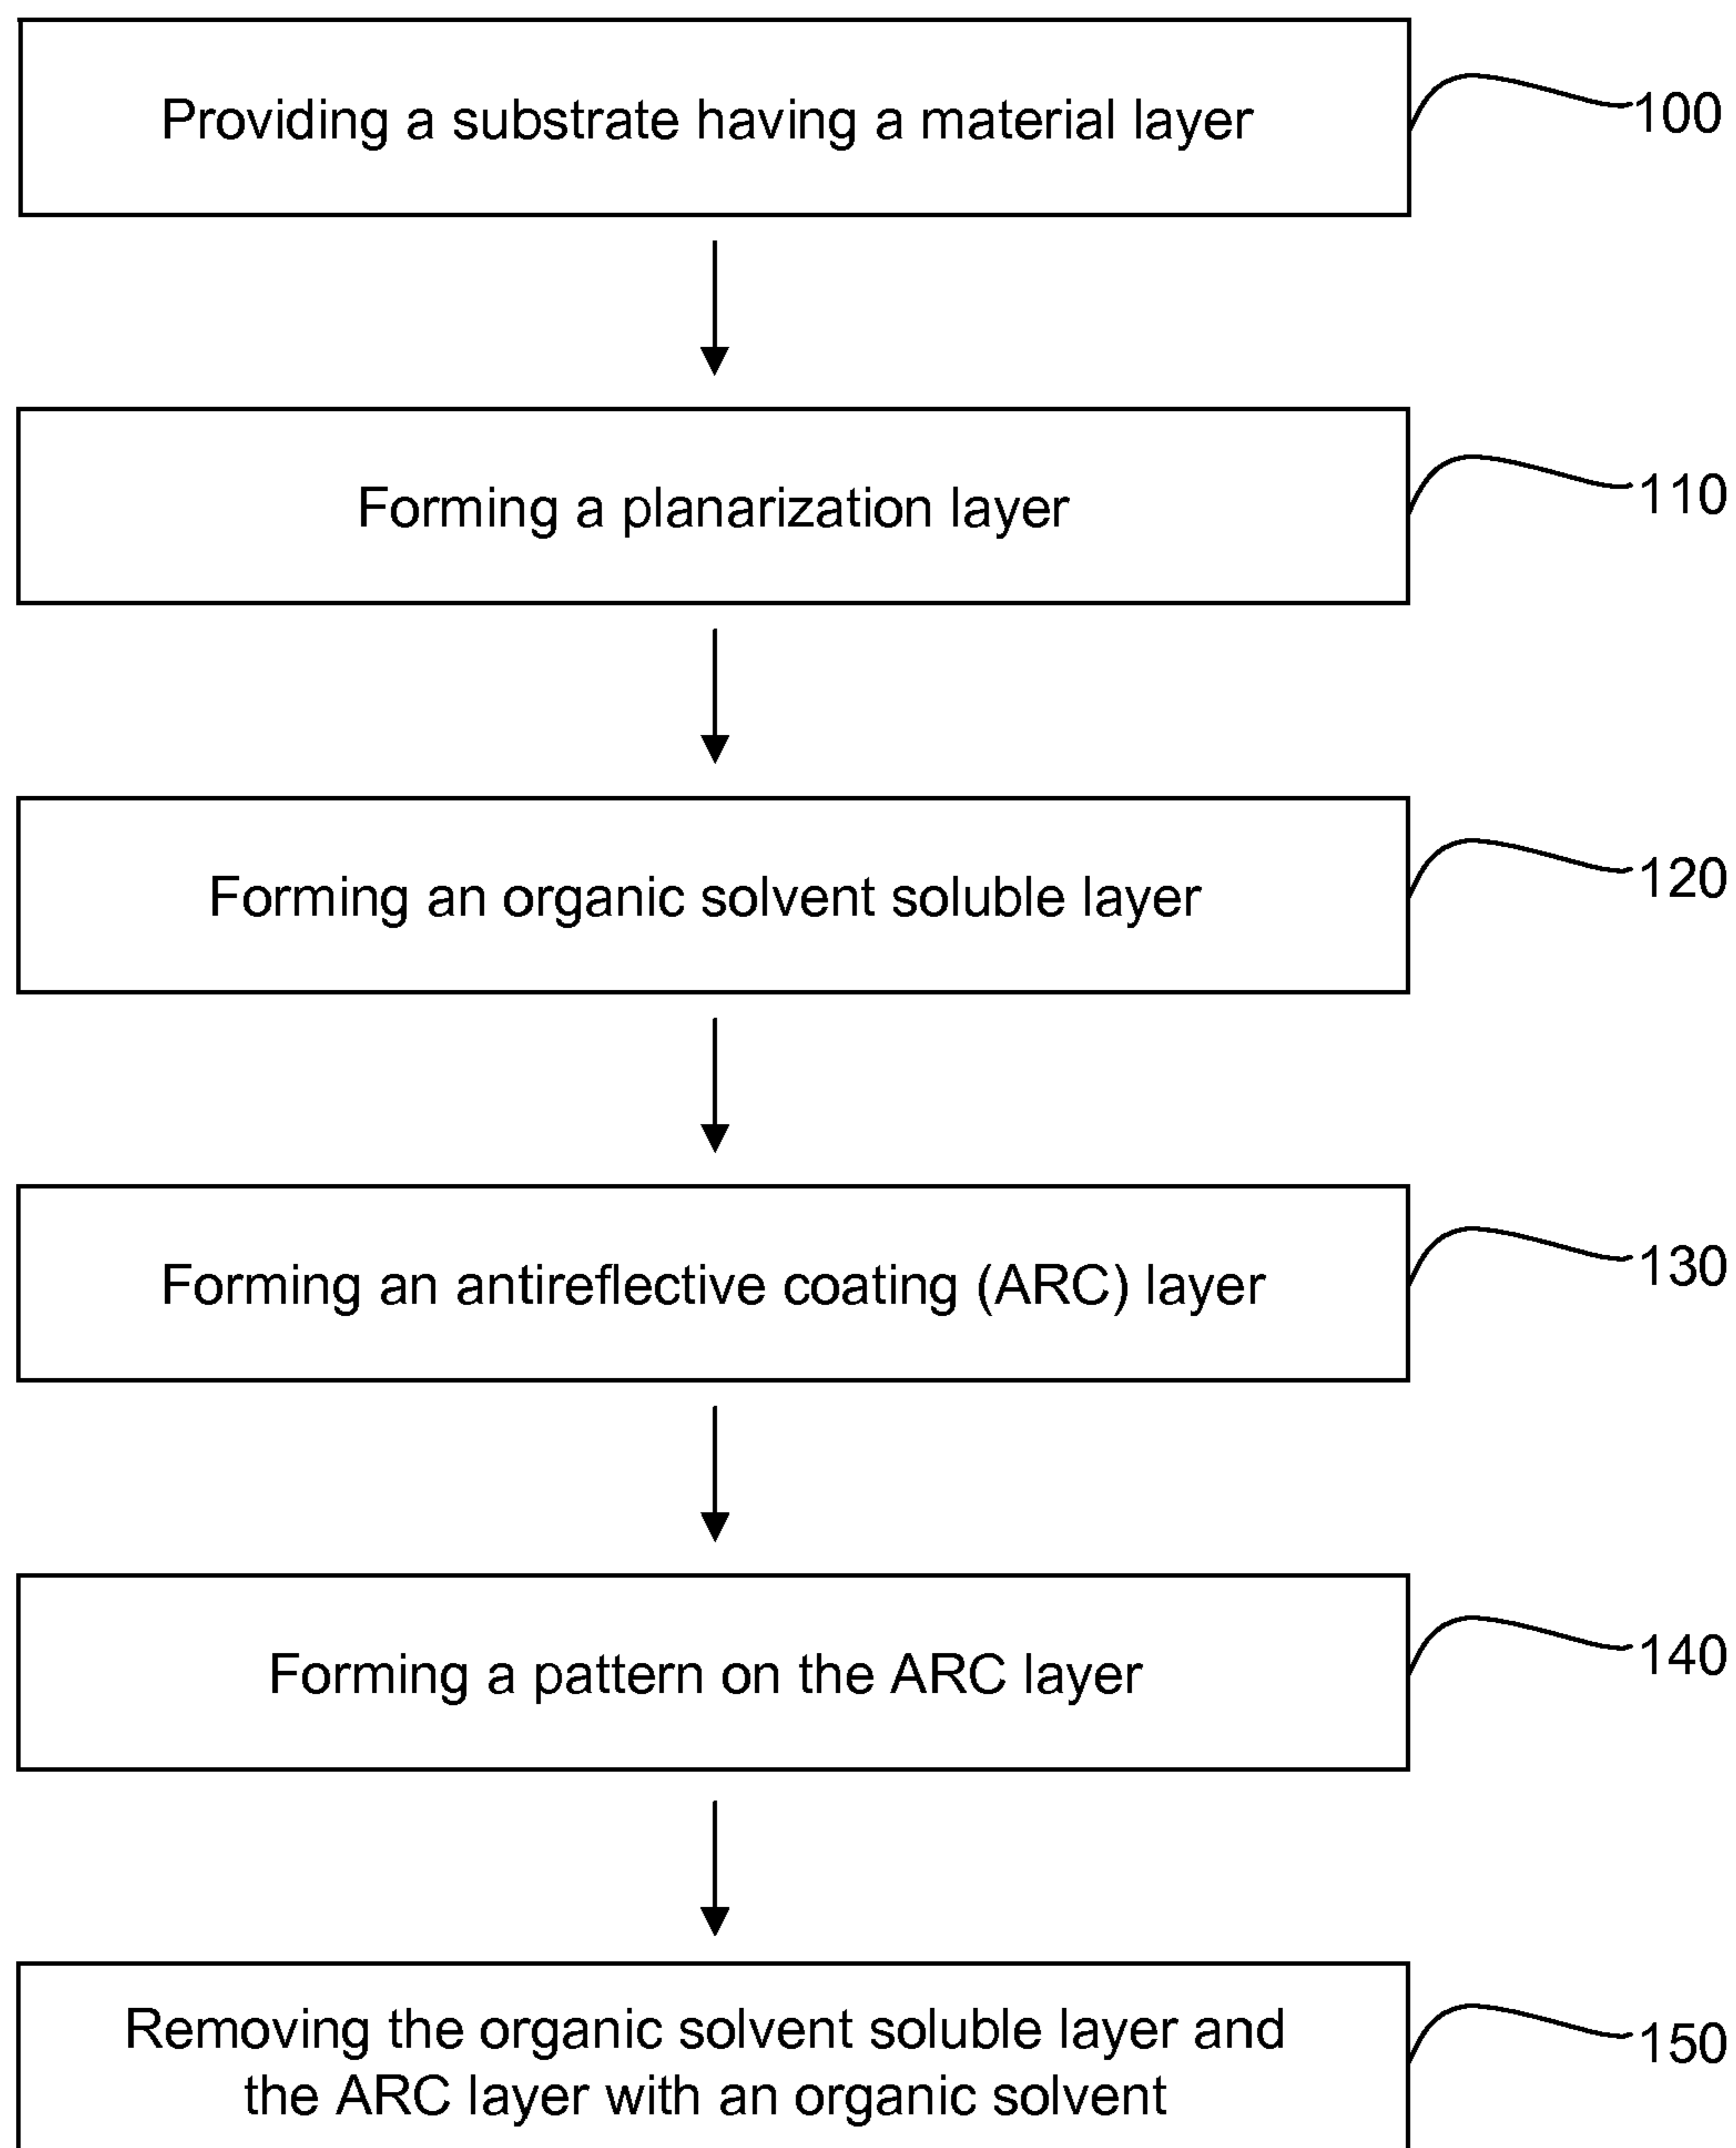 Providing a substrate having a material layer
100
Forming a planarization layer
110
Forming an organic solvent soluble layer
120
Forming an antireflective coating (ARC) layer
130
Forming a pattern on the ARC layer
140
Removing the organic solvent soluble layer and
the ARC layer with an organic solvent
150